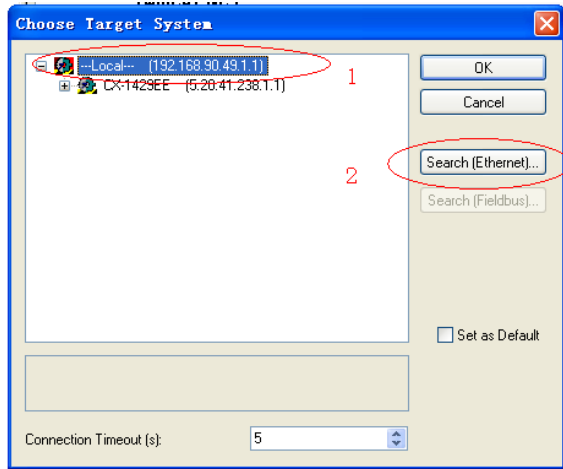 Choose Target System
---Local--- (192.168.90.49.1.1)
1
OK
CX-1429EE (5.20.41.238.1.1)
Cancel
2
Search (Ethernet)...
Search (Fieldbus)...
Set as Default
Connection Timeout (s):
5